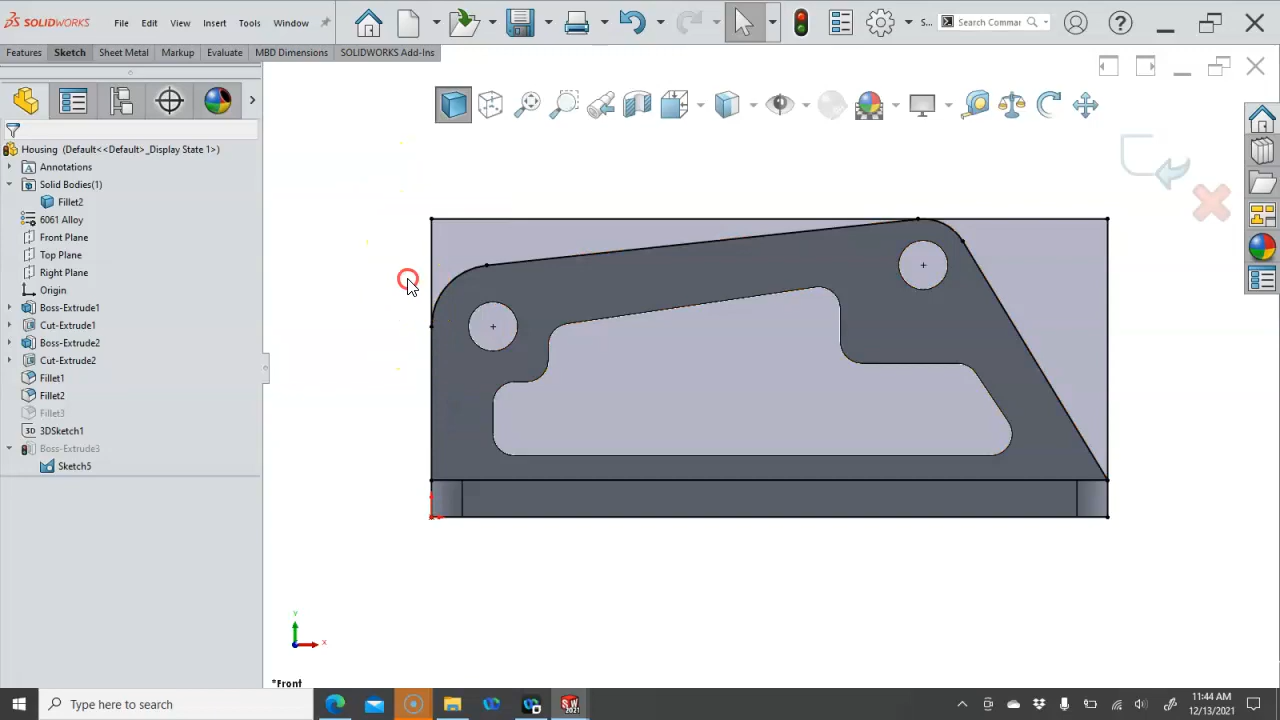 SOLIDWORKS File Edit View Insert Tools Window S... Search Commar
Features Sketch Sheet Metal Markup Evaluate MBD Dimensions SOLIDWORKS Add-Ins
Housing (Default<<Default>_Display State 1>)
Annotations
Solid Bodies(1)
Fillet2
6061 Alloy
Front Plane
Top Plane
Right Plane
Origin
Boss-Extrude1
Cut-Extrude1
Boss-Extrude2
Cut-Extrude2
Fillet1
Fillet2
Fillet3
3D 3DSketch1
Boss-Extrude3
Sketch5
Y
X
*Front
Type here to search
SW
2021
11:44 AM
12/13/2021